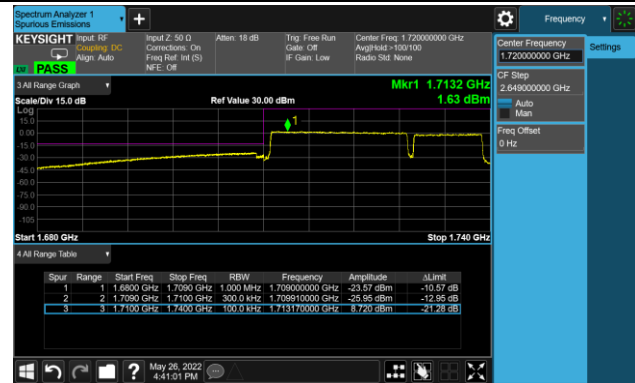 Spectrum Analyzer 1
Spurious Emissions
+
Frequency
KEYSIGHT
Input: RF
Coupling: DC
Align: Auto
Input Z: 50 Ω
Corrections: On
Freq Ref: Int (S)
NFE: Off
Atten: 18 dB
Trig: Free Run
Gate: Off
IF Gain: Low
Center Freq: 1.720000000 GHz
Avg|Hold:>100/100
Radio Std: None
PASS
Center Frequency
1.720000000 GHz
Settings
CF Step
2.649000000 GHz
Auto
Man
Freq Offset
0 Hz
3 All Range Graph
Mkr1 1.7132 GHz
Scale/Div 15.0 dB
Ref Value 30.00 dBm
1.63 dBm
Log
15.0
0.00
-15.0
-30.0
-45.0
-60.0
-75.0
-90.0
-105
1
Start 1.680 GHz
Stop 1.740 GHz
4 All Range Table
Spur Range Start Freq Stop Freq RBW Frequency Amplitude ΔLimit
1 1 1.6800 GHz 1.7090 GHz 1.000 MHz 1.709000000 GHz -23.57 dBm -10.57 dB
2 2 1.7090 GHz 1.7100 GHz 300.0 kHz 1.709910000 GHz -25.95 dBm -12.95 dB
3 3 1.7100 GHz 1.7400 GHz 100.0 kHz 1.713170000 GHz 8.720 dBm -21.28 dB
?
May 26, 2022
4:41:01 PM